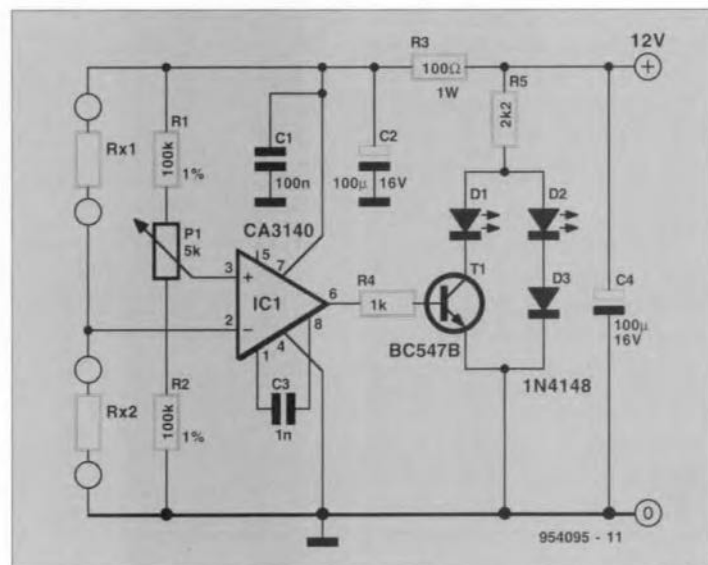 R3
12V
100Ω
+
R5
1W
R1
2k2
Rx1
C1
C2
100k
1%
100n
100µ
16V
D1
D2
P1
5k
CA3140
5
7
T1
3
+
R4
D3
6
C4
IC1
1k
2
−
8
100µ
16V
1
4
BC547B
R2
C3
1N4148
Rx2
100k
1%
1n
0
954095 - 11